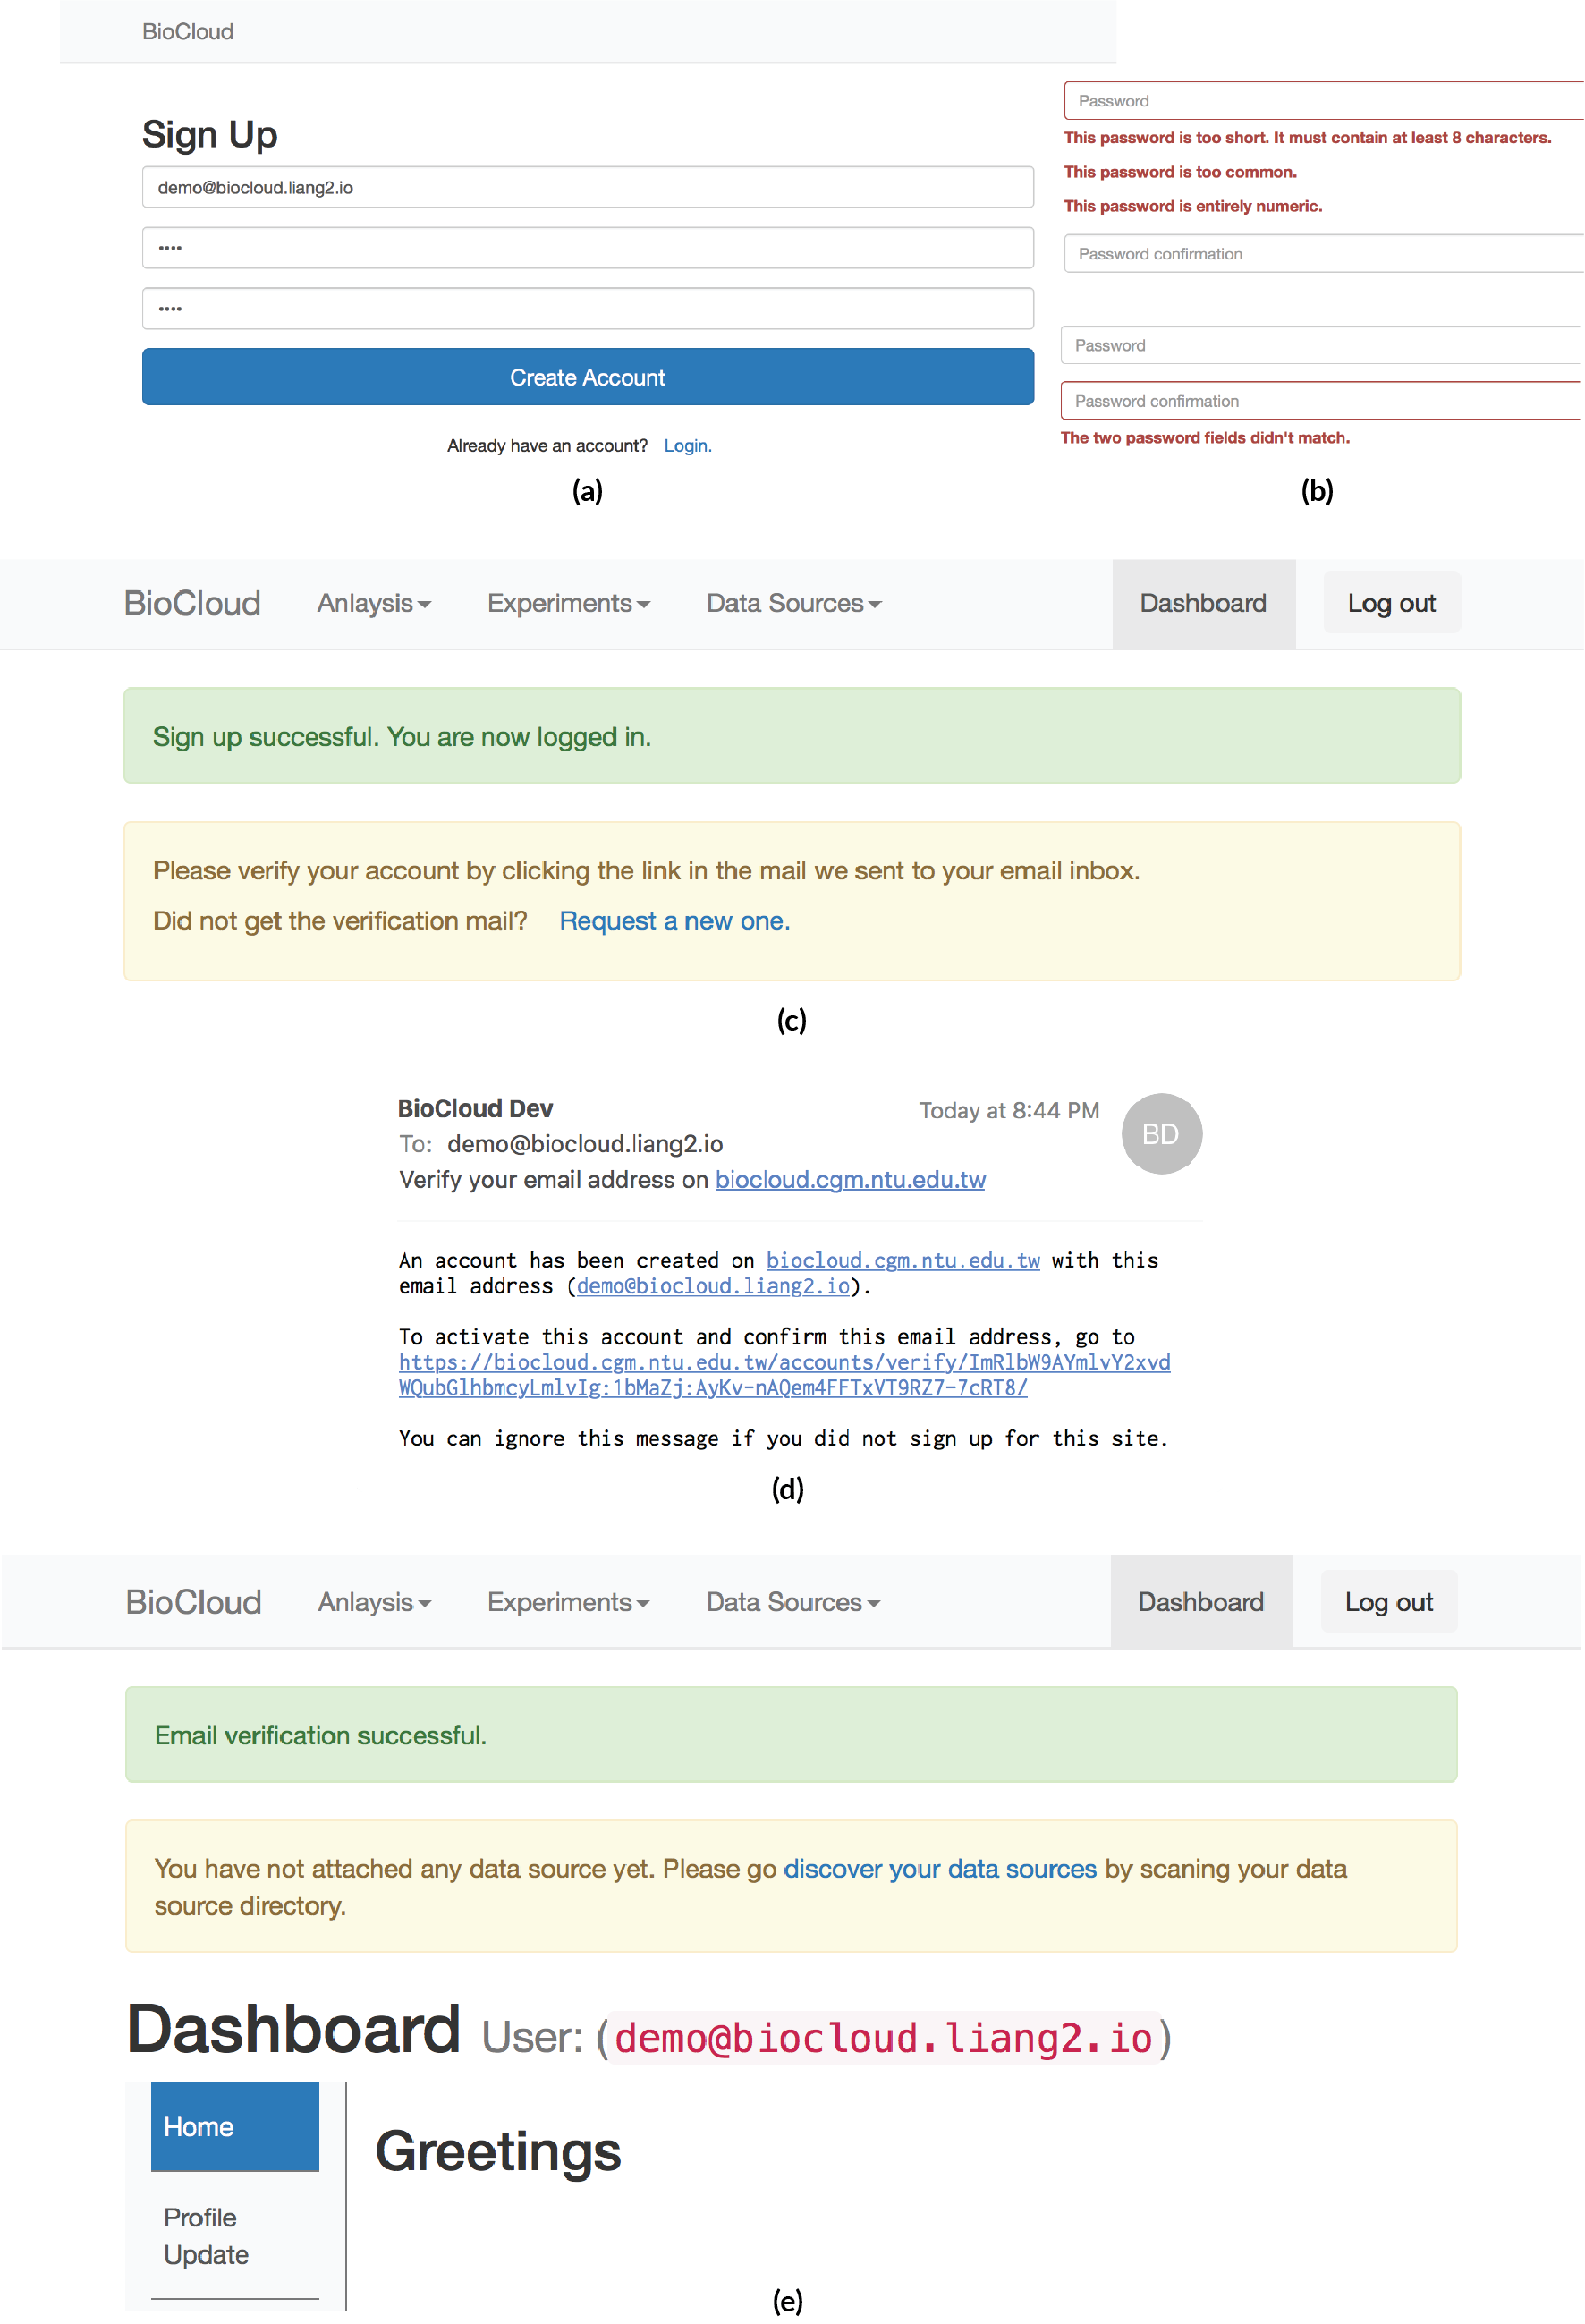 BioCloud
Sign Up
demo@biocloud.liang2.io
••••
••••
Create Account
Already have an account? Login.
(a)
Password
This password is too short. It must contain at least 8 characters.
This password is too common.
This password is entirely numeric.
Password confirmation
Password
Password confirmation
The two password fields didn't match.
(b)
BioCloud Anlaysis Experiments Data Sources Dashboard Log out
Sign up successful. You are now logged in.
Please verify your account by clicking the link in the mail we sent to your email inbox.
Did not get the verification mail? Request a new one.
(c)
BioCloud Dev Today at 8:44 PM BD
To: demo@biocloud.liang2.io
Verify your email address on biocloud.cgm.ntu.edu.tw
An account has been created on biocloud.cgm.ntu.edu.tw with this
email address (demo@biocloud.liang2.io).
To activate this account and confirm this email address, go to
https://biocloud.cgm.ntu.edu.tw/accounts/verify/ImRlbW9AYmlvY2xvd
WQubGlhbmcyLmlvIg:1bMaZj:AyKv-nAQem4FFTxVT9RZ7-7cRT8/
You can ignore this message if you did not sign up for this site.
(d)
BioCloud Anlaysis Experiments Data Sources Dashboard Log out
Email verification successful.
You have not attached any data source yet. Please go discover your data sources by scaning your data
source directory.
Dashboard User: (demo@biocloud.liang2.io)
Home
Greetings
Profile
Update
(e)